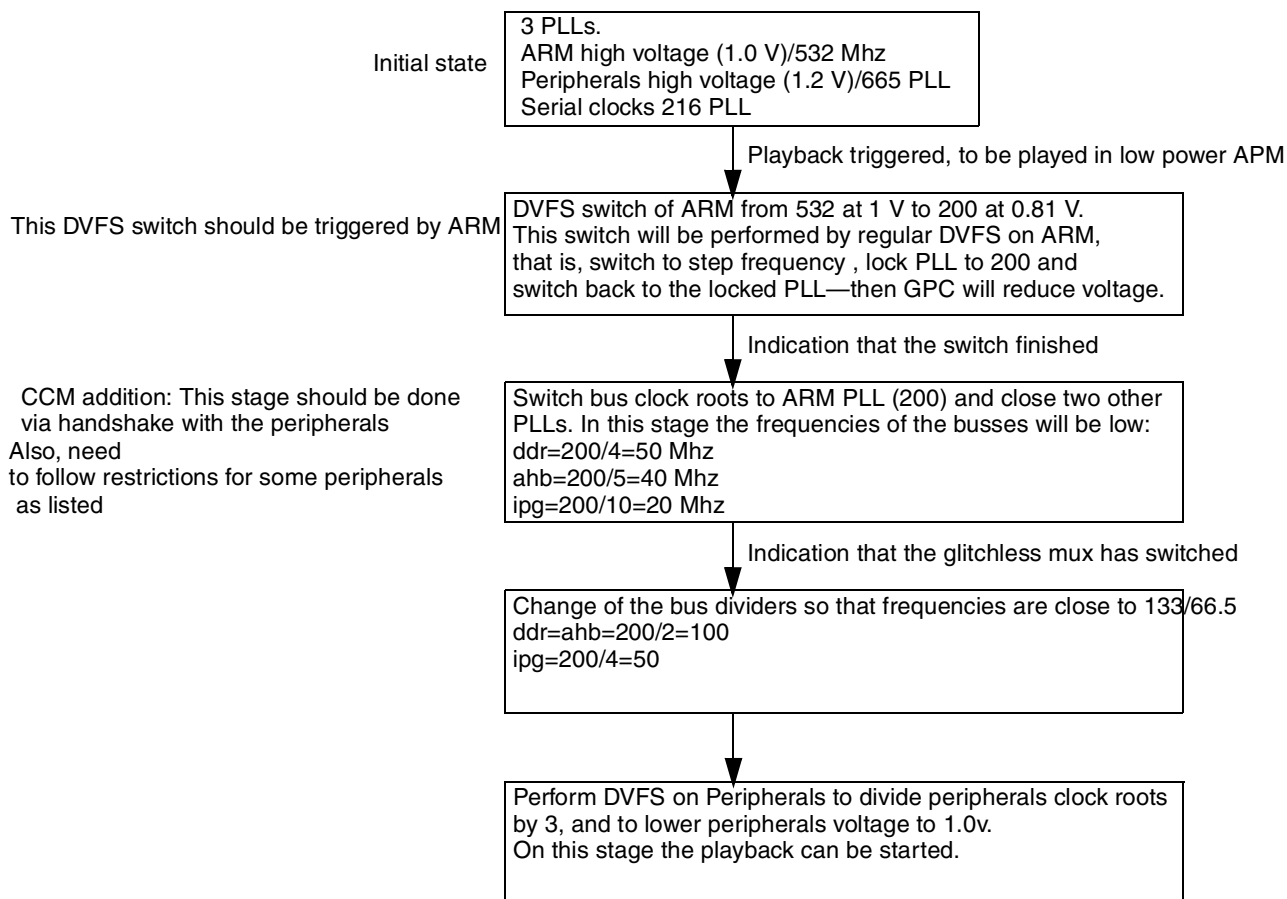 Initial state
3 PLLs.
ARM high voltage (1.0 V)/532 Mhz
Peripherals high voltage (1.2 V)/665 PLL
Serial clocks 216 PLL
Playback triggered, to be played in low power APM
This DVFS switch should be triggered by ARM
DVFS switch of ARM from 532 at 1 V to 200 at 0.81 V.
This switch will be performed by regular DVFS on ARM,
that is, switch to step frequency , lock PLL to 200 and
switch back to the locked PLL—then GPC will reduce voltage.
Indication that the switch finished
CCM addition: This stage should be done
via handshake with the peripherals
Also, need
to follow restrictions for some peripherals
as listed
Switch bus clock roots to ARM PLL (200) and close two other
PLLs. In this stage the frequencies of the busses will be low:
ddr=200/4=50 Mhz
ahb=200/5=40 Mhz
ipg=200/10=20 Mhz
Indication that the glitchless mux has switched
Change of the bus dividers so that frequencies are close to 133/66.5
ddr=ahb=200/2=100
ipg=200/4=50
Perform DVFS on Peripherals to divide peripherals clock roots
by 3, and to lower peripherals voltage to 1.0v.
On this stage the playback can be started.